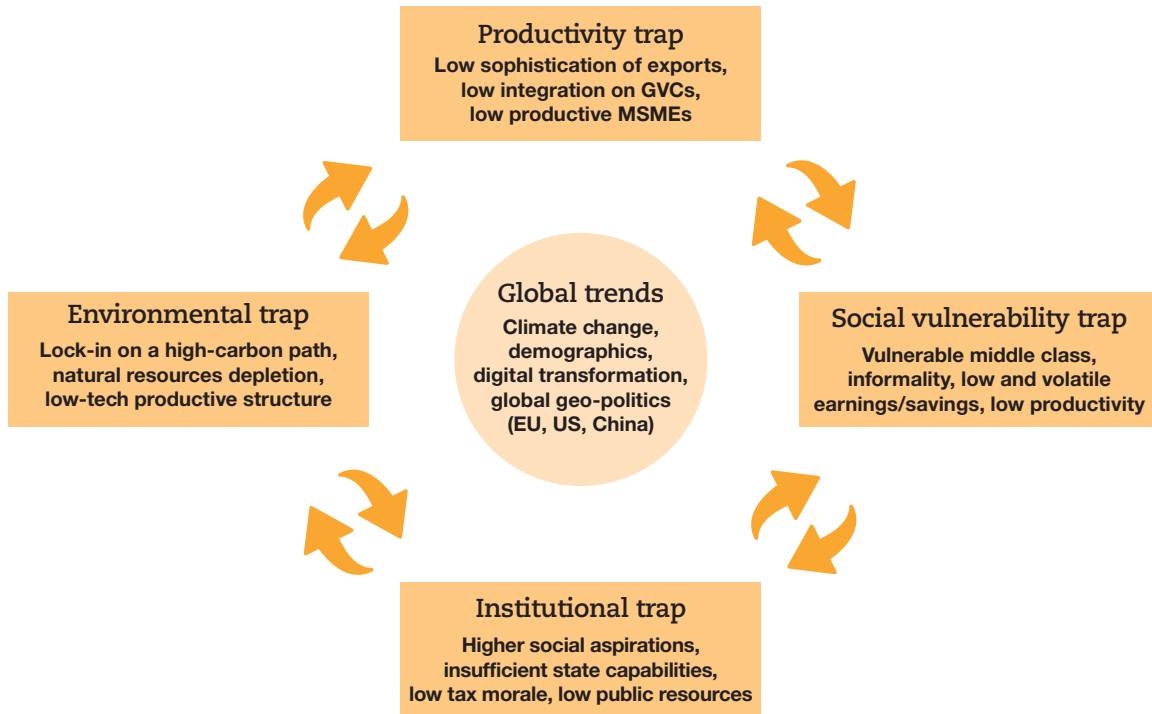 Productivity trap
Low sophistication of exports,
low integration on GVCs,
low productive MSMEs
Environmental trap
Lock-in on a high-carbon path,
natural resources depletion,
low-tech productive structure
Global trends
Climate change,
demographics,
digital transformation,
global geo-politics
(EU, US, China)
Social vulnerability trap
Vulnerable middle class,
informality, low and volatile
earnings/savings, low productivity
Institutional trap
Higher social aspirations,
insufficient state capabilities,
low tax morale, low public resources